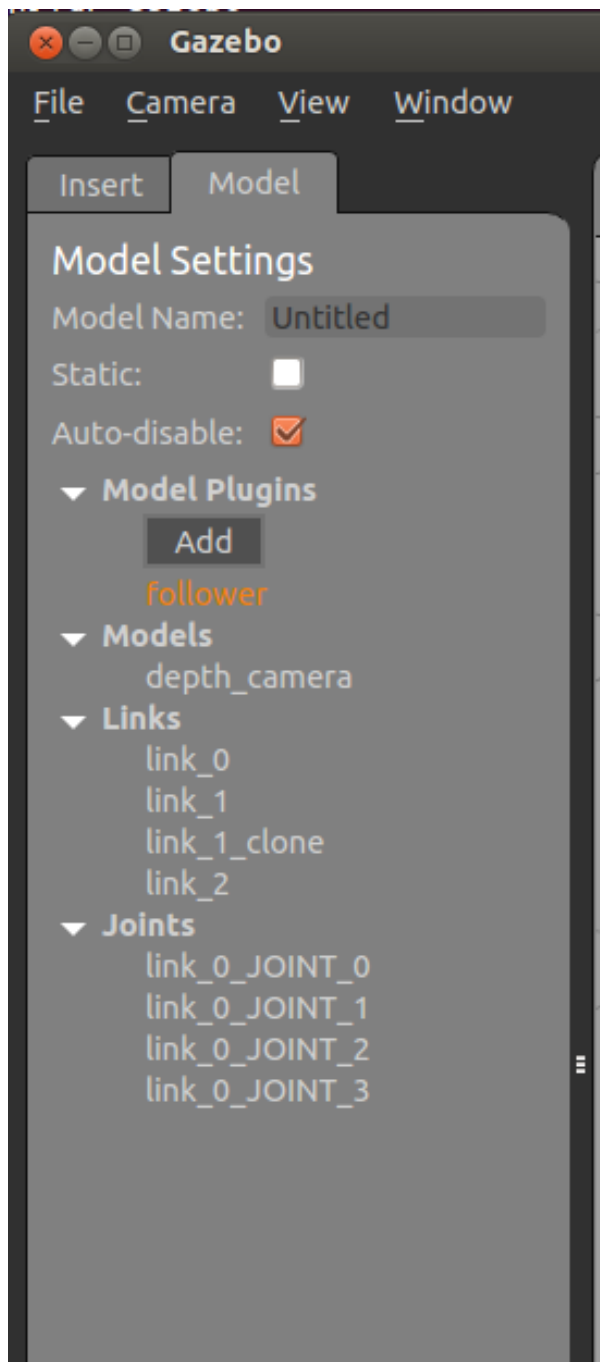 Gazebo
File Camera View Window
Insert Model
Model Settings
Model Name: Untitled
Static:
Auto-disable:
Model Plugins
Add
follower
Models
depth_camera
Links
link_0
link_1
link_1_clone
link_2
Joints
link_0_JOINT_0
link_0_JOINT_1
link_0_JOINT_2
link_0_JOINT_3